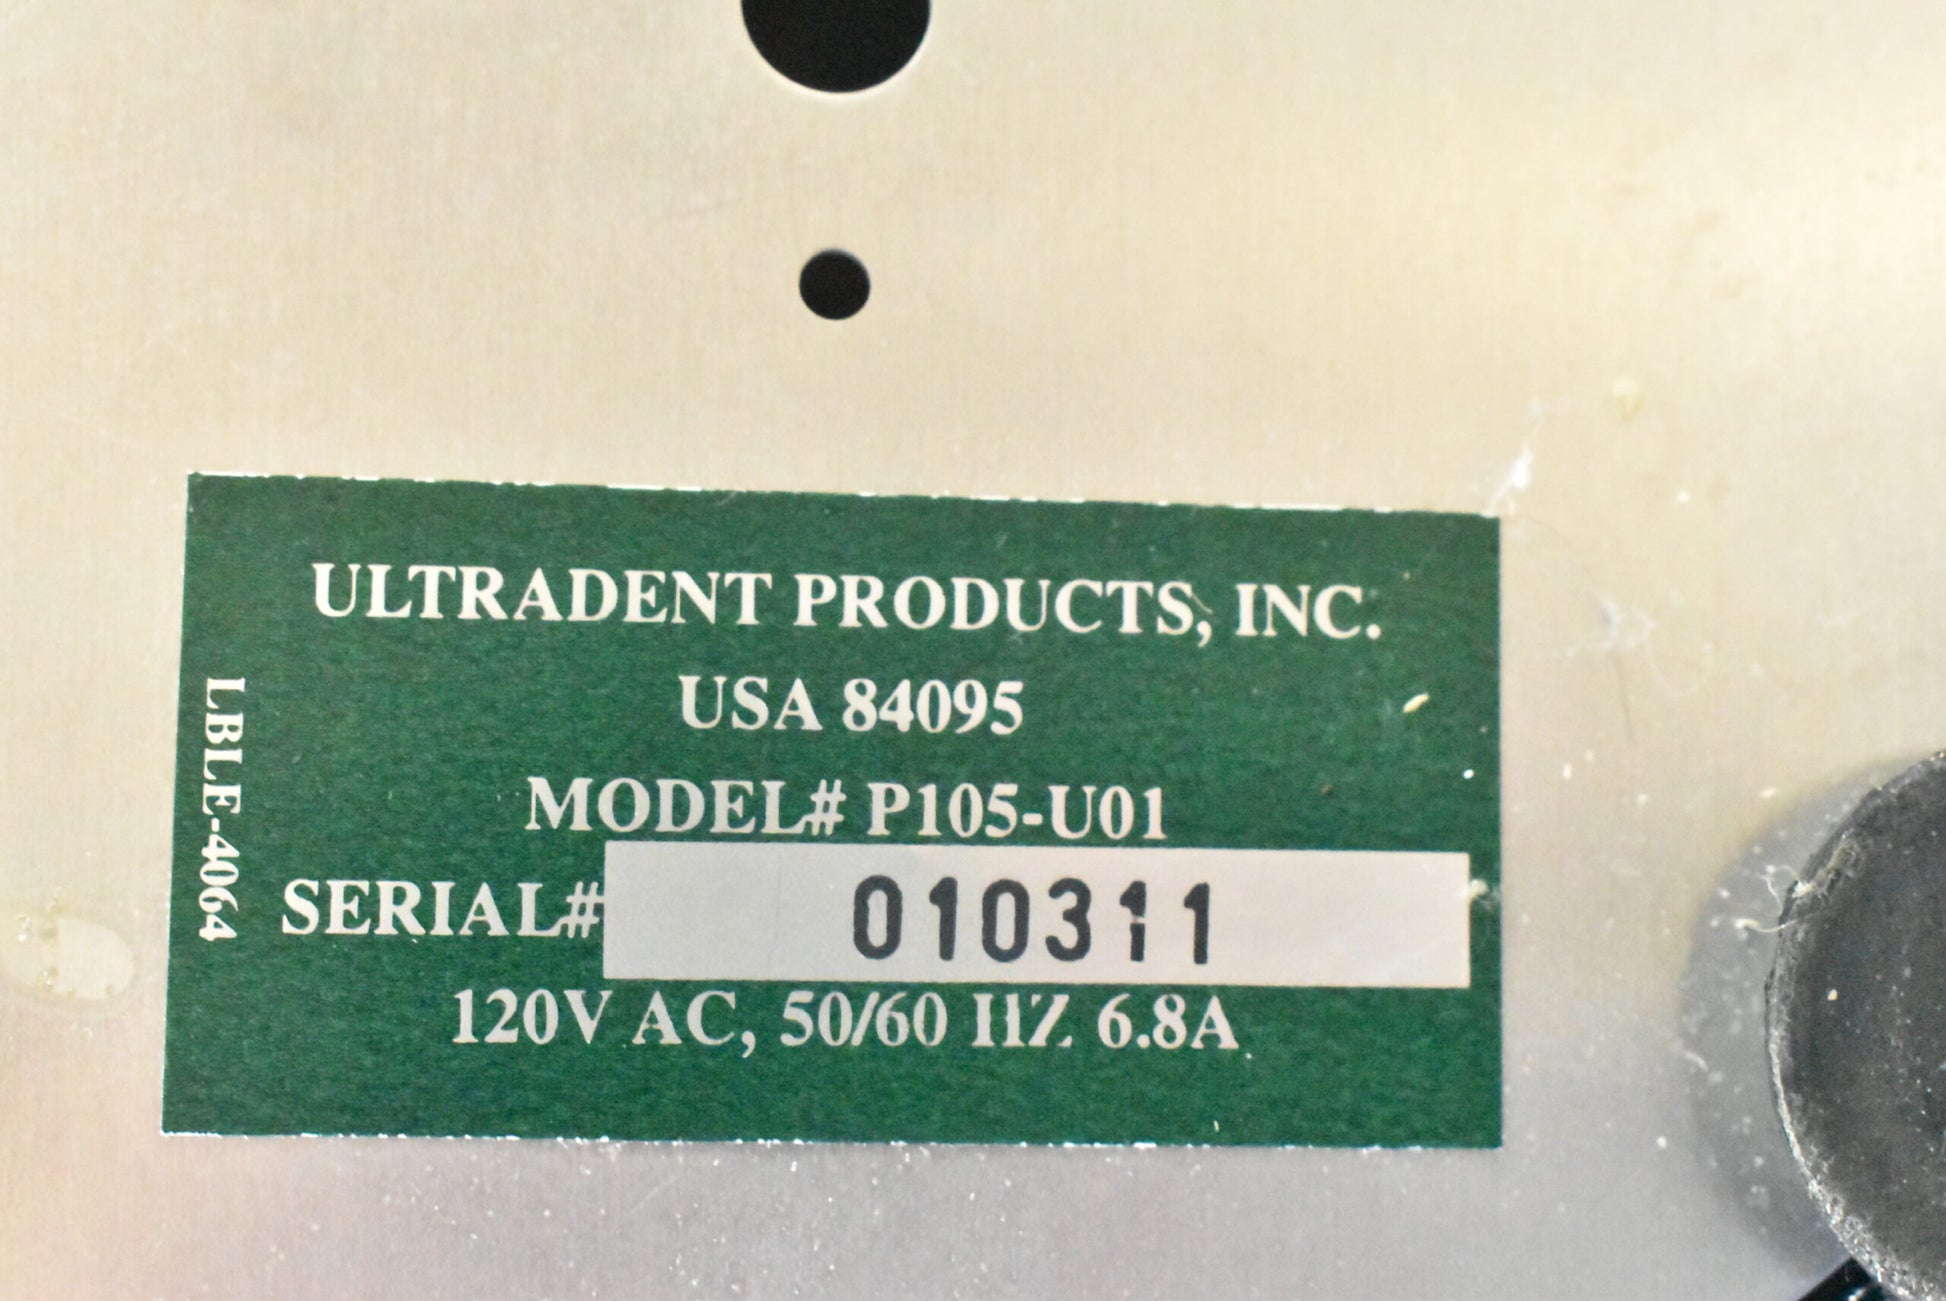 ULTRADENT PRODUCTS, INC.
USA 84095
MODEL# P105-U01
SERIAL# 010311
120V AC, 50/60 HZ 6.8A
LBLE-4064